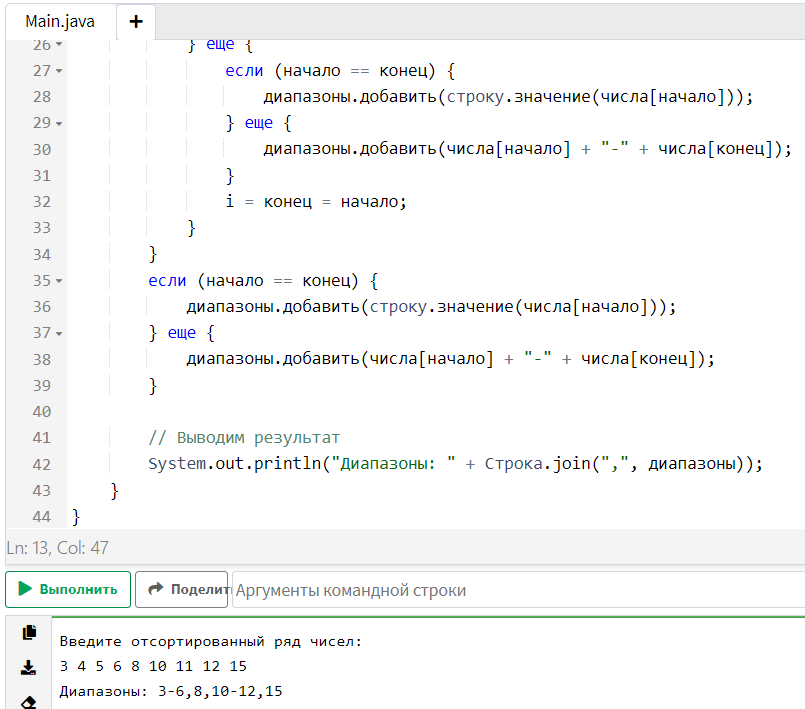 Main.java +
26 } еще {
27 если (начало == конец) {
28 диапазоны.добавить(строку.значение(числа[начало]));
29 } еще {
30 диапазоны.добавить(числа[начало] + "-" + числа[конец]);
31 }
32 i = конец = начало;
33 }
34 }
35 если (начало == конец) {
36 диапазоны.добавить(строку.значение(числа[начало]));
37 } еще {
38 диапазоны.добавить(числа[начало] + "-" + числа[конец]);
39 }
40
41 // Выводим результат
42 System.out.println("Диапазоны: " + Строка.join(",", диапазоны));
43 }
44 }
Ln: 13, Col: 47
Выполнить Поделит Аргументы командной строки
Введите отсортированный ряд чисел:
3 4 5 6 8 10 11 12 15
Диапазоны: 3-6,8,10-12,15